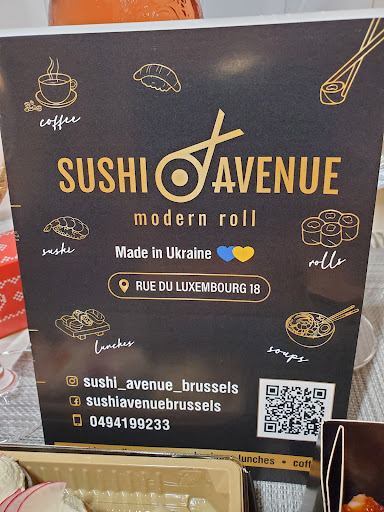 coffee
SUSHI AVENUE
modern roll
sushi
Made in Ukraine
rolls
RUE DU LUXEMBOURG 18
lunches
soups
sushi_avenue_brussels
sushiavenuebrussels
0494199233
lunches • coff